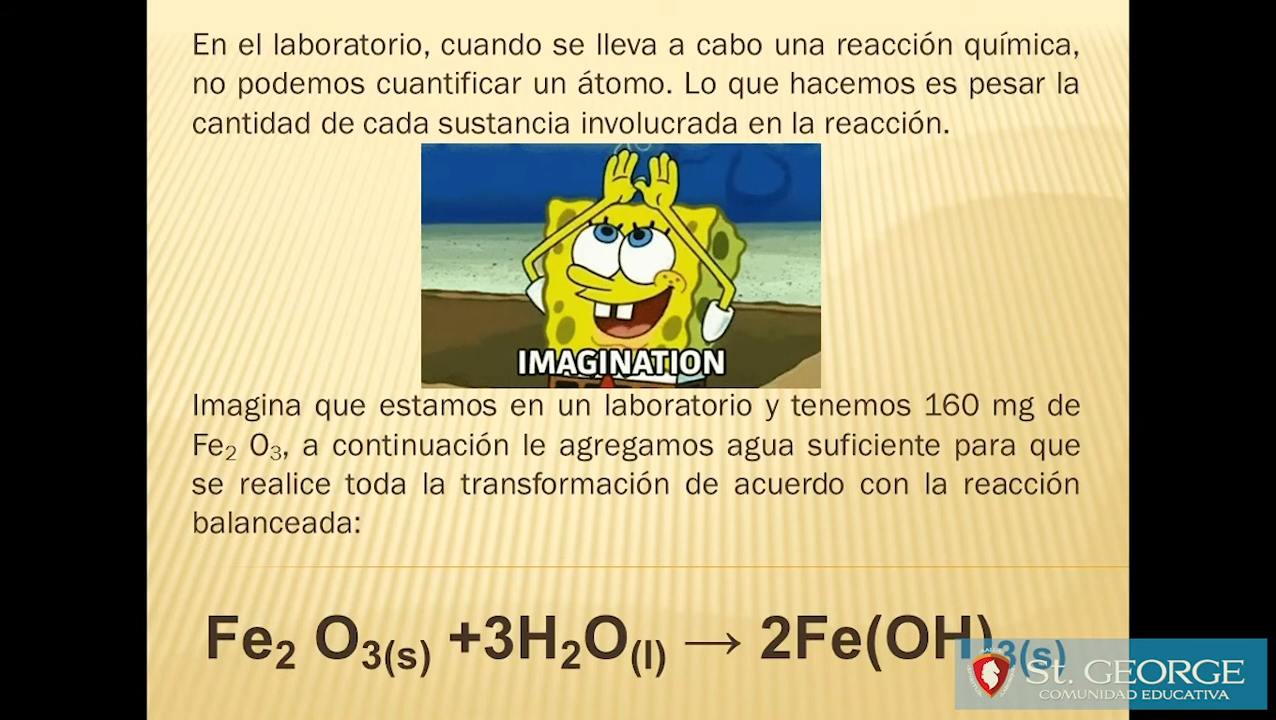 En el laboratorio, cuando se lleva a cabo una reacción química,
no podemos cuantificar un átomo. Lo que hacemos es pesar la
cantidad de cada sustancia involucrada en la reacción.
IMAGINATION
Imagina que estamos en un laboratorio y tenemos 160 mg de
Fe₂ O₃, a continuación le agregamos agua suficiente para que
se realice toda la transformación de acuerdo con la reacción
balanceada:
Fe₂ O₃(s) +3H₂O(l) → 2Fe(OH)₃(s)
St. GEORGE
COMUNIDAD EDUCATIVA